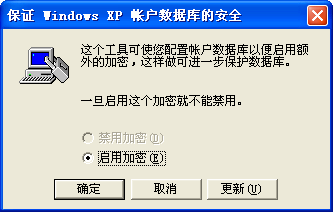 保证 Windows XP 帐户数据库的安全
这个工具可使您配置帐户数据库以便启用额
外的加密，这样做可进一步保护数据库。
一旦启用这个加密就不能禁用。
禁用加密(D)
启用加密(E)
确定 取消 更新(U)